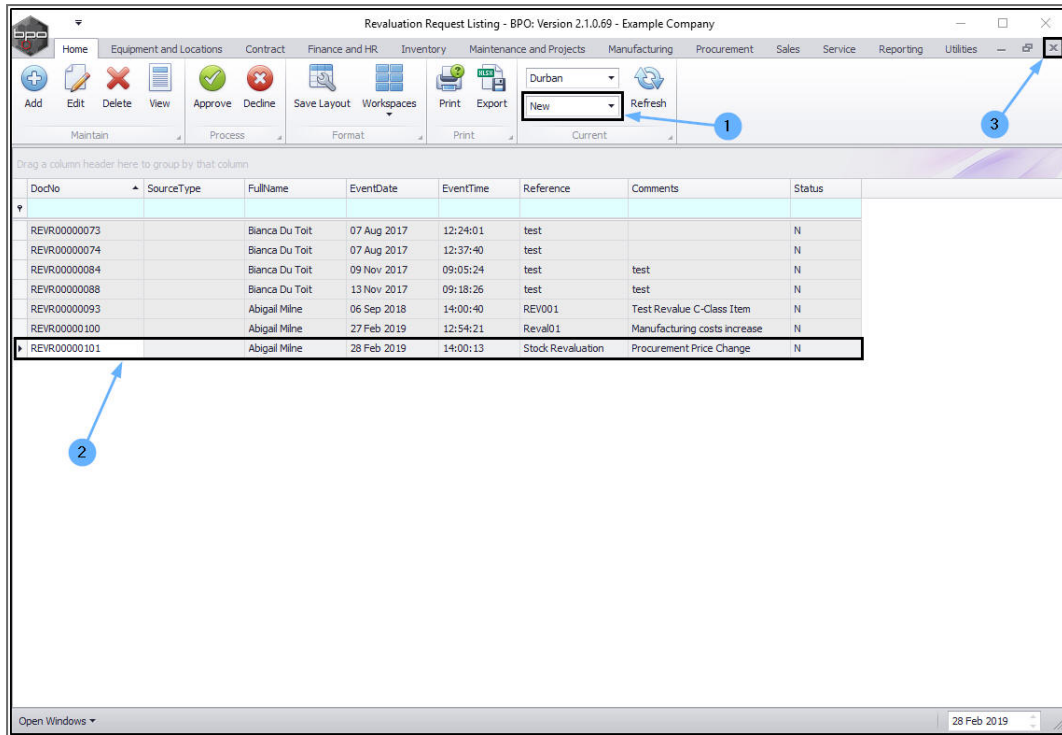 Revaluation Request Listing - BPO: Version 2.1.0.69 - Example Company
bpo
Home Equipment and Locations Contract Finance and HR Inventory Maintenance and Projects Manufacturing Procurement Sales Service Reporting Utilities
Durban
Add Edit Delete View Approve Decline Save Layout Workspaces Print Export New Refresh
1
3
Maintain Process Format Print Current
Drag a column header here to group by that column
DocNo SourceType FullName EventDate EventTime Reference Comments Status
REVR00000073 Bianca Du Toit 07 Aug 2017 12:24:01 test N
REVR00000074 Bianca Du Toit 07 Aug 2017 12:37:40 test N
REVR00000084 Bianca Du Toit 09 Nov 2017 09:05:24 test test N
REVR00000088 Bianca Du Toit 13 Nov 2017 09:18:26 test test N
REVR00000093 Abigail Milne 06 Sep 2018 14:00:40 REV001 Test Revalue C-Class Item N
REVR00000100 Abigail Milne 27 Feb 2019 12:54:21 Reval01 Manufacturing costs increase N
REVR00000101 Abigail Milne 28 Feb 2019 14:00:13 Stock Revaluation Procurement Price Change N
2
Open Windows 28 Feb 2019